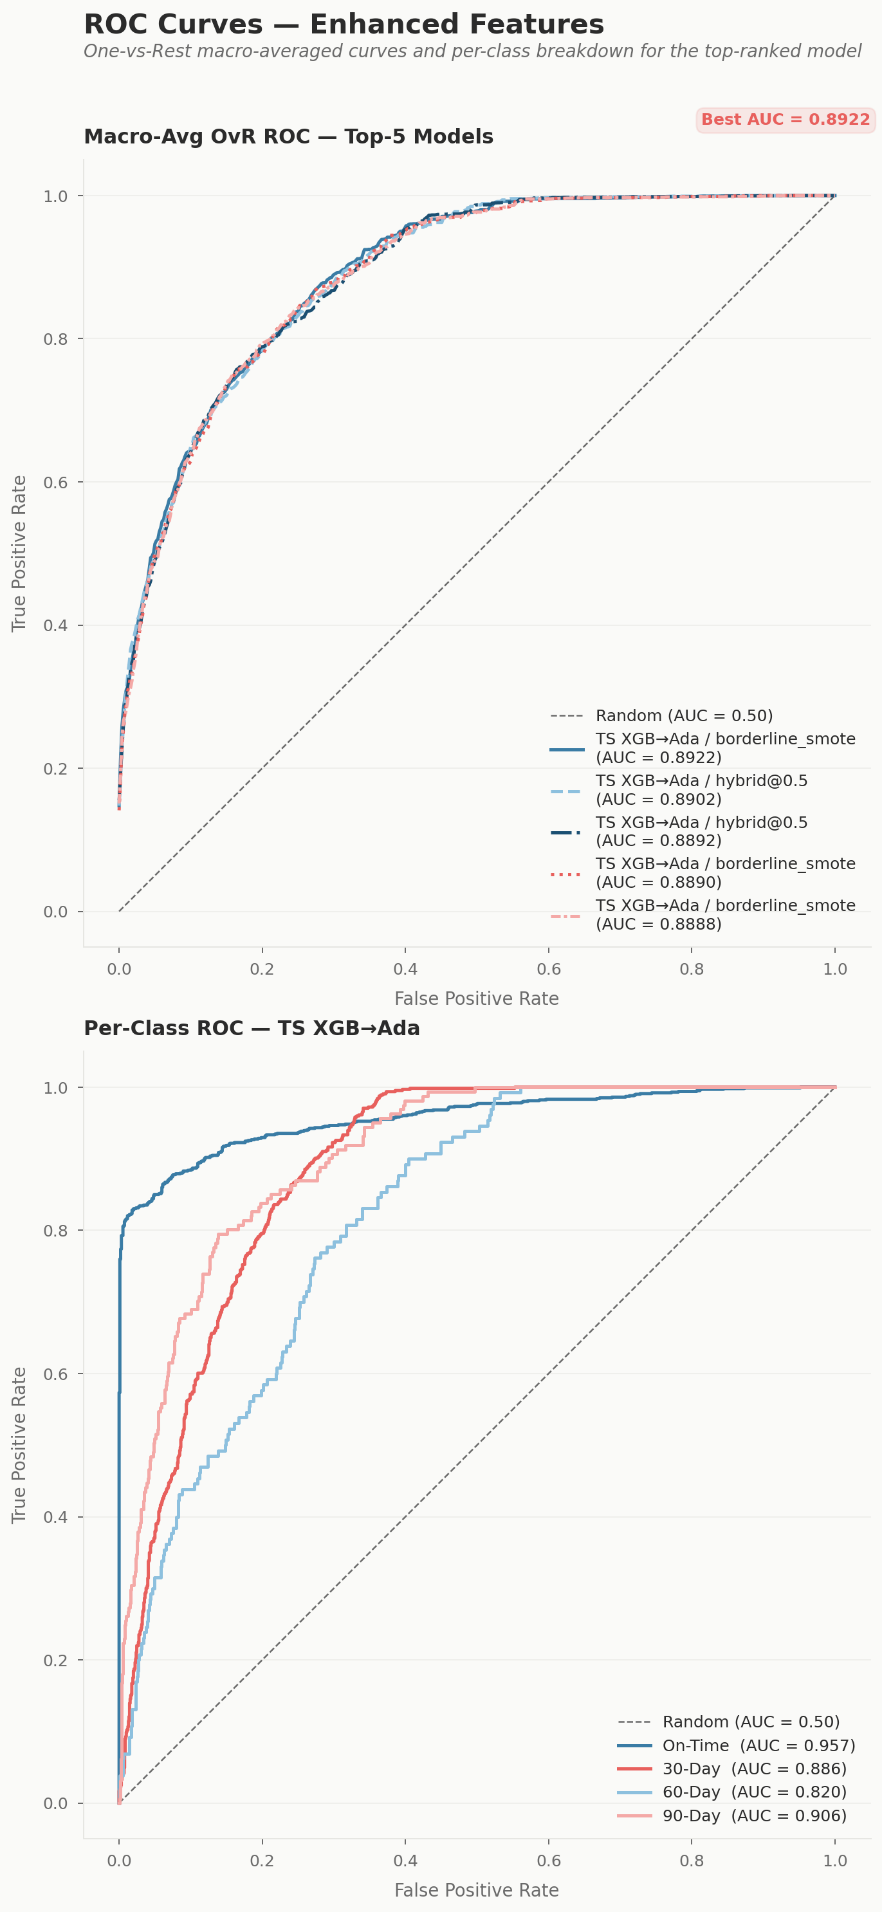 ROC Curves — Enhanced Features
One-vs-Rest macro-averaged curves and per-class breakdown for the top-ranked model
Best AUC = 0.8922
Macro-Avg OvR ROC — Top-5 Models
True Positive Rate
1.0
0.8
0.6
0.4
0.2
0.0
Random (AUC = 0.50)
TS XGB→Ada / borderline_smote
(AUC = 0.8922)
TS XGB→Ada / hybrid@0.5
(AUC = 0.8902)
TS XGB→Ada / hybrid@0.5
(AUC = 0.8892)
TS XGB→Ada / borderline_smote
(AUC = 0.8890)
TS XGB→Ada / borderline_smote
(AUC = 0.8888)
0.0 0.2 0.4 0.6 0.8 1.0
False Positive Rate
Per-Class ROC — TS XGB→Ada
True Positive Rate
1.0
0.8
0.6
0.4
0.2
0.0
Random (AUC = 0.50)
On-Time (AUC = 0.957)
30-Day (AUC = 0.886)
60-Day (AUC = 0.820)
90-Day (AUC = 0.906)
0.0 0.2 0.4 0.6 0.8 1.0
False Positive Rate